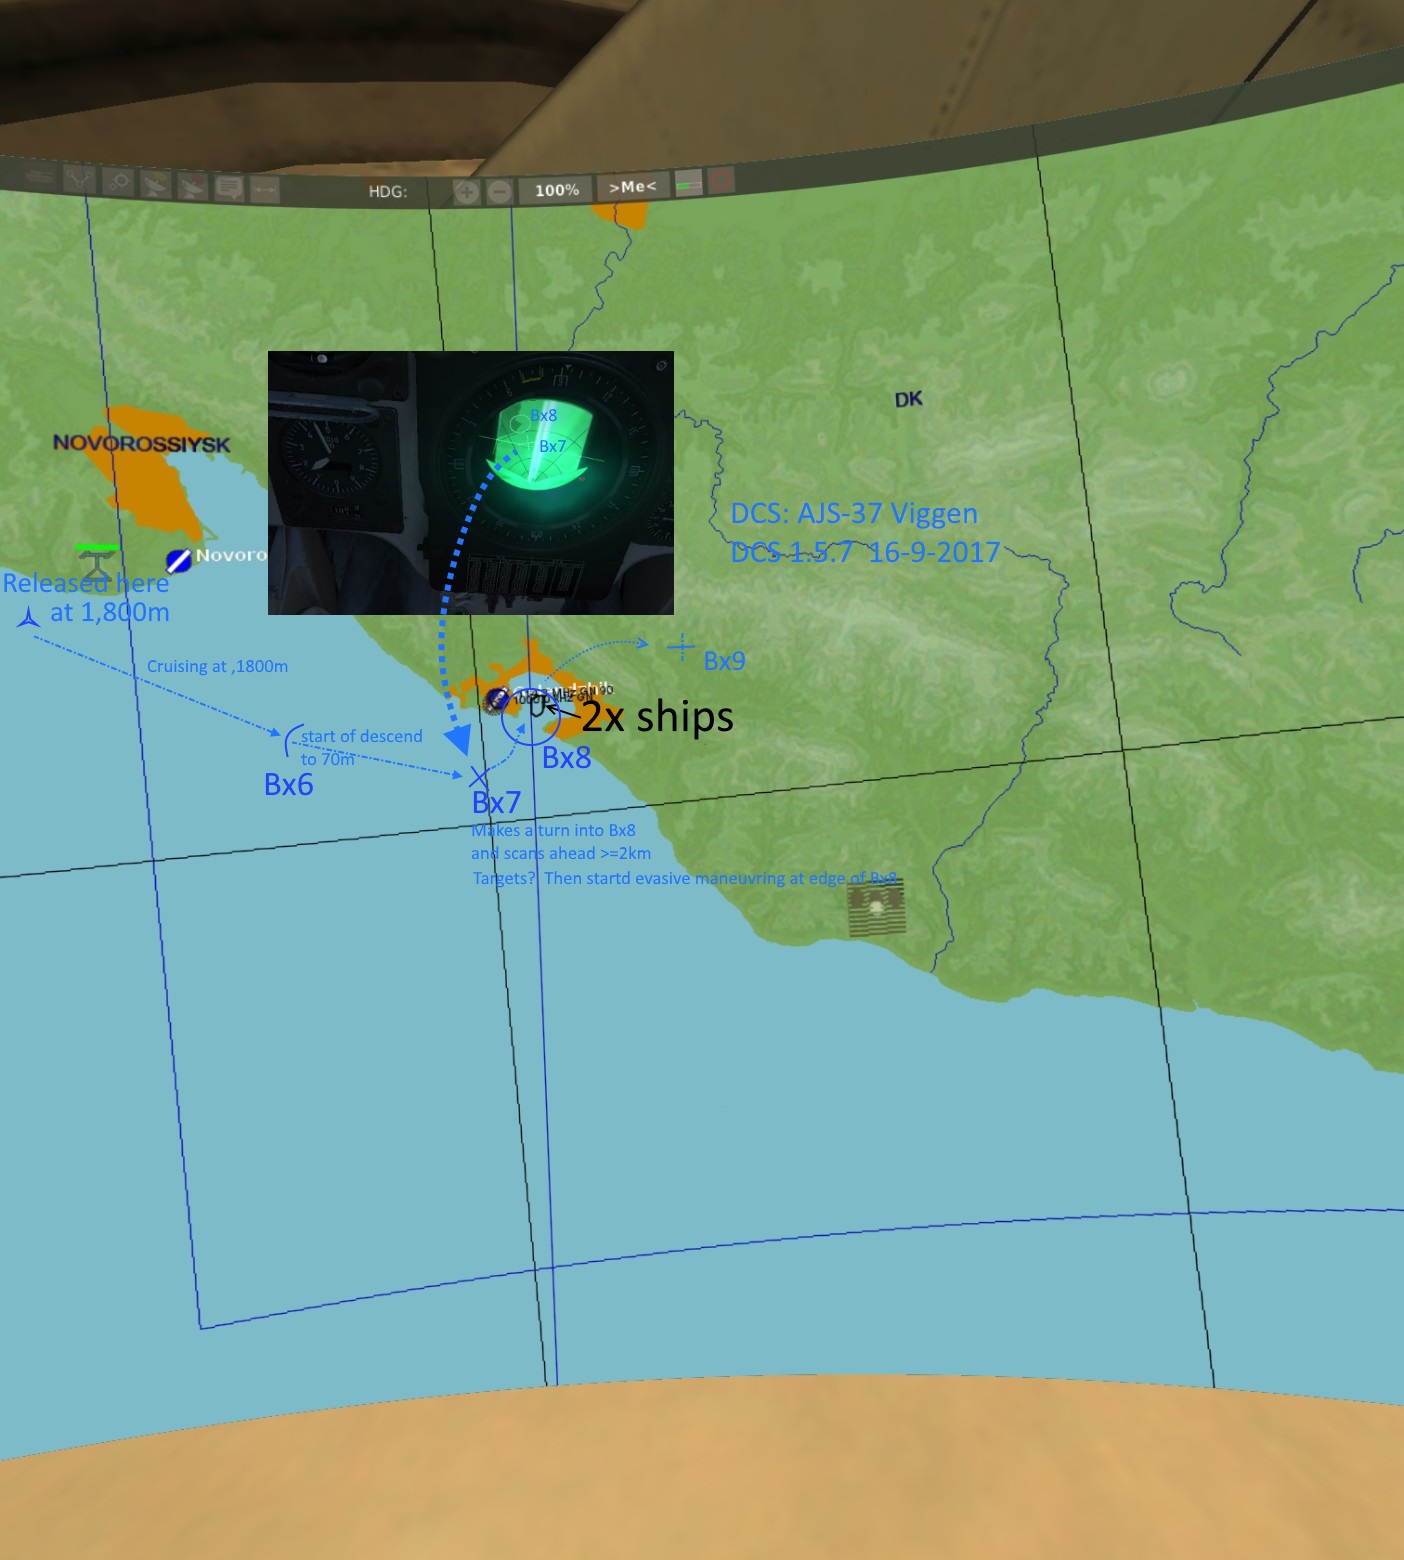 HDG:
100%
>Me<
Bx8
Bx7
DK
NOVOROSSIYSK
DCS: AJS-37 Viggen
DCS 1.5.7 16-9-2017
Novoro
Released here
at 1,800m
Cruising at ,1800m
Bx9
2x ships
start of descend
to 70m
Bx8
Bx6
Bx7
Makes a turn into Bx8
and scans ahead >=2km
Targets? Then startd evasive maneuvring at edge of Bx8